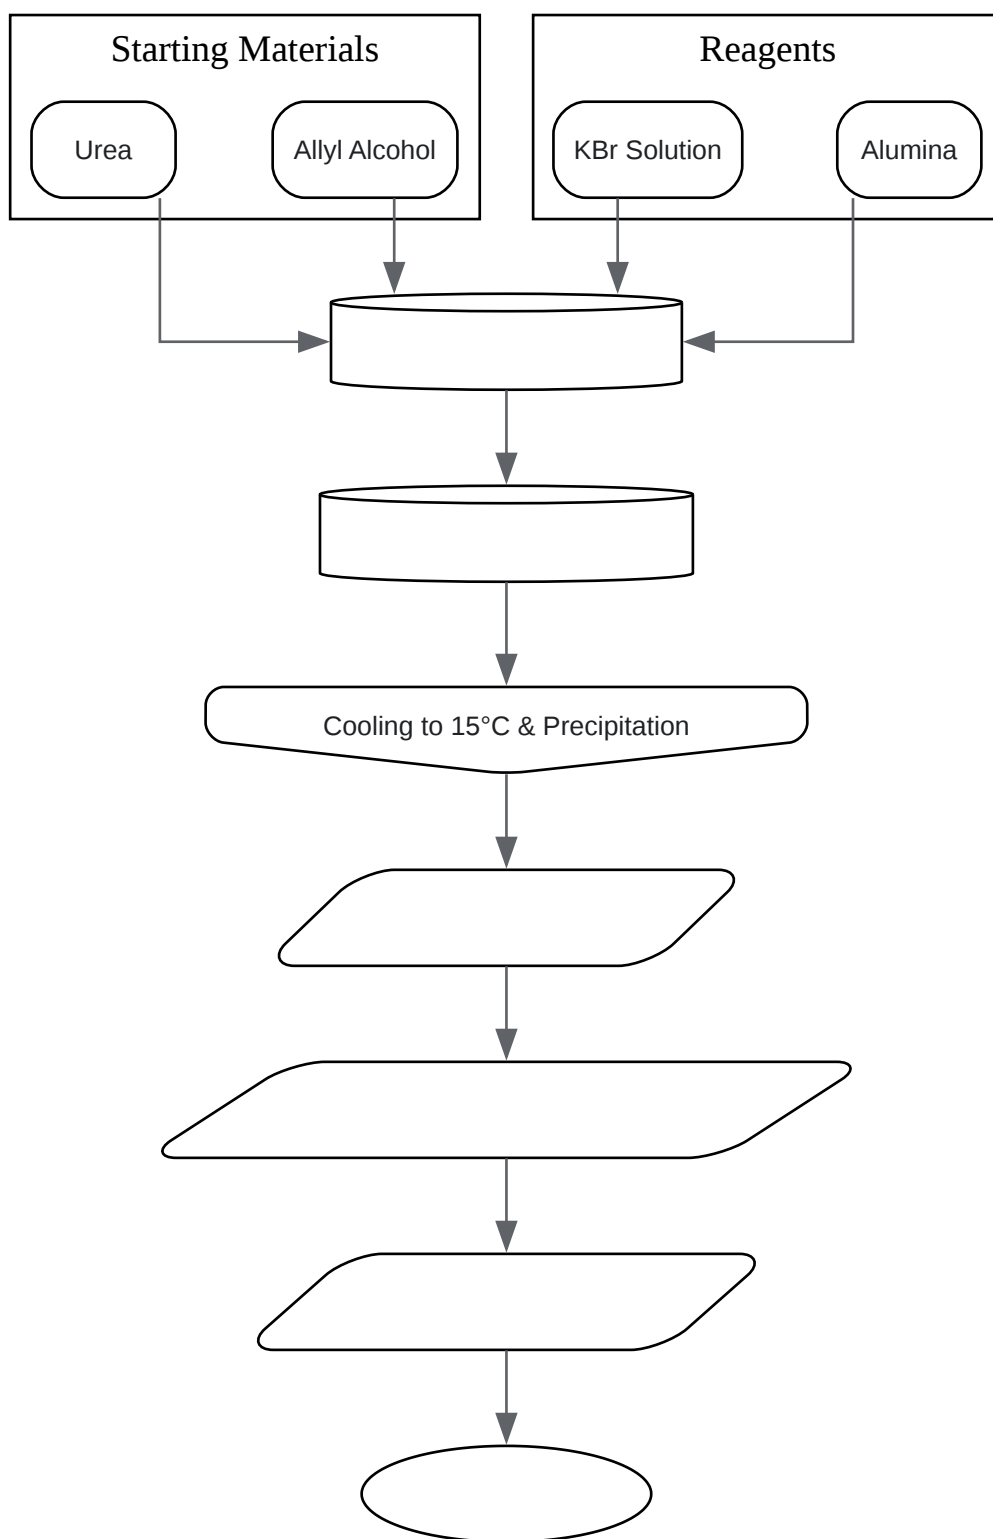 Starting Materials
Reagents
Urea
Allyl Alcohol
KBr Solution
Alumina
Cooling to 15°C & Precipitation